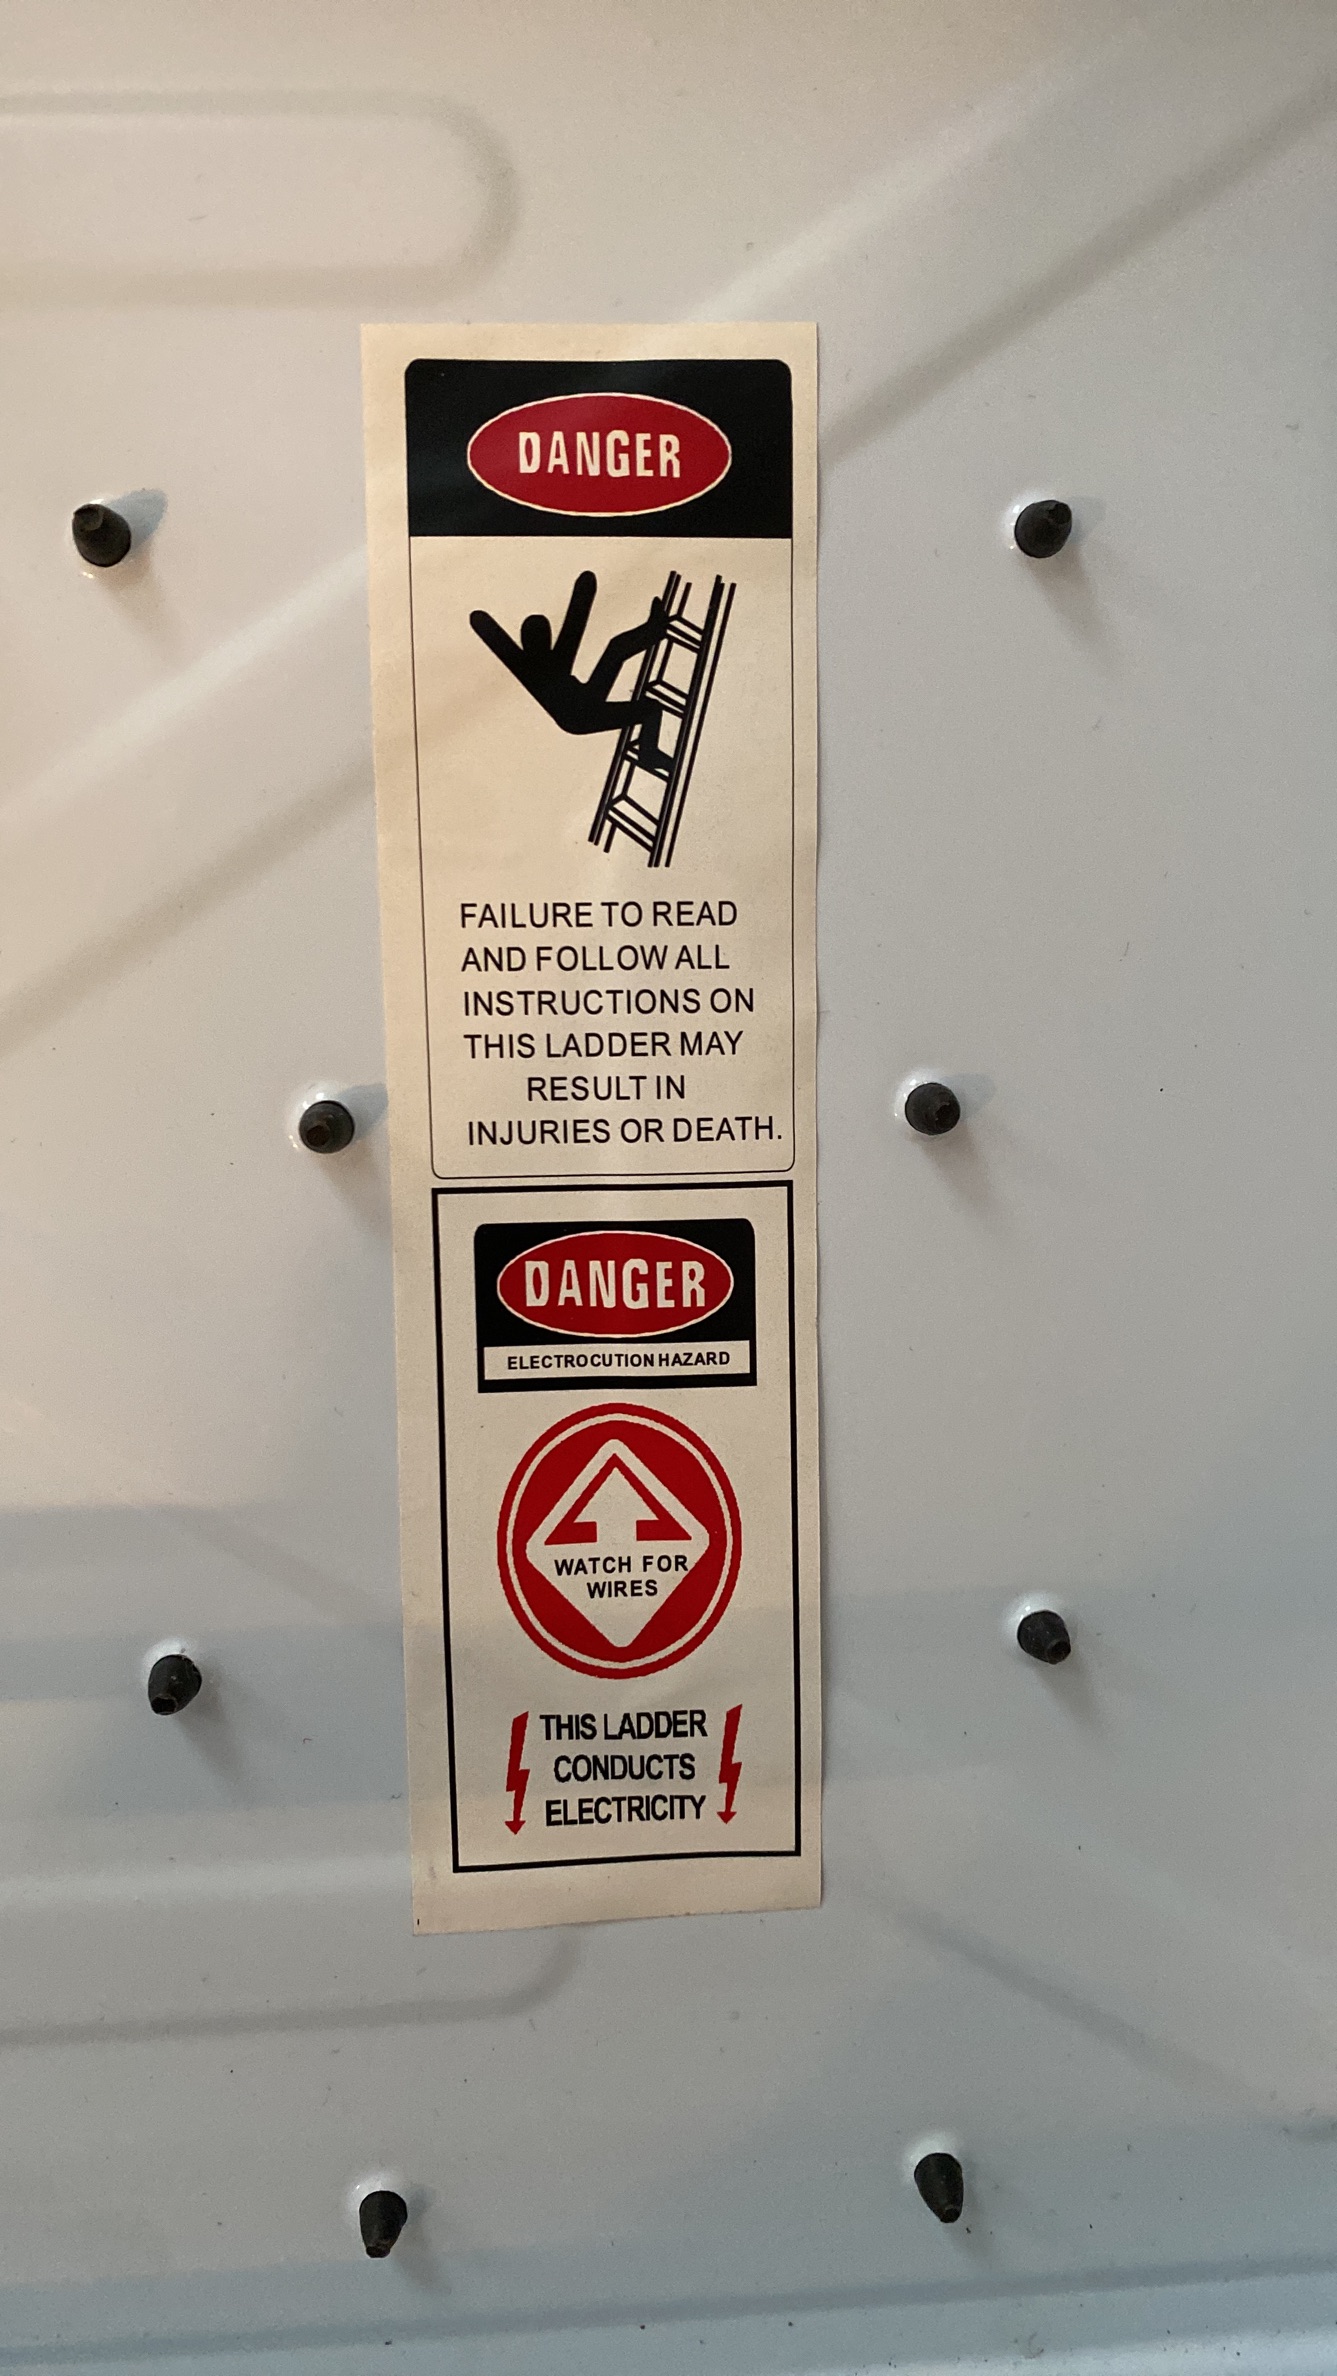 DANGER
FAILURE TO READ
AND FOLLOW ALL
INSTRUCTIONS ON
THIS LADDER MAY
RESULT IN
INJURIES OR DEATH.
DANGER
ELECTROCUTION HAZARD
WATCH FOR
WIRES
THIS LADDER
CONDUCTS
ELECTRICITY